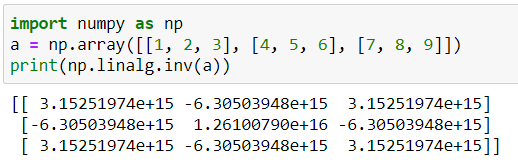 import numpy as np
a = np.array([[1, 2, 3], [4, 5, 6], [7, 8, 9]])
print(np.linalg.inv(a))
[[ 3.15251974e+15 -6.30503948e+15  3.15251974e+15]
 [-6.30503948e+15  1.26100790e+16 -6.30503948e+15]
 [ 3.15251974e+15 -6.30503948e+15  3.15251974e+15]]